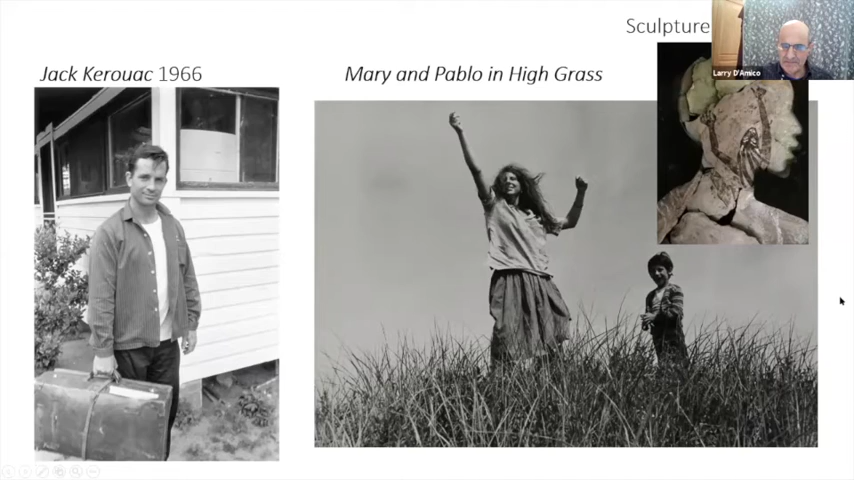 Sculpture
Larry D'Amico
Jack Kerouac 1966
Mary and Pablo in High Grass